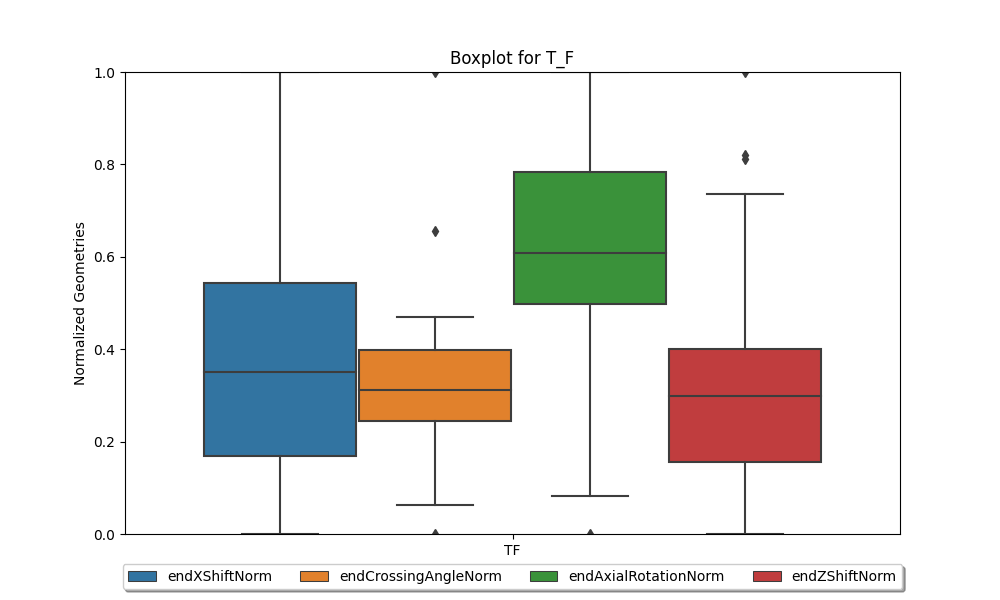 Boxplot for T_F
1.0
0.8
0.6
0.4
0.2
0.0
Normalized Geometries
TF
endXShiftNorm endCrossingAngleNorm endAxialRotationNorm endZShiftNorm